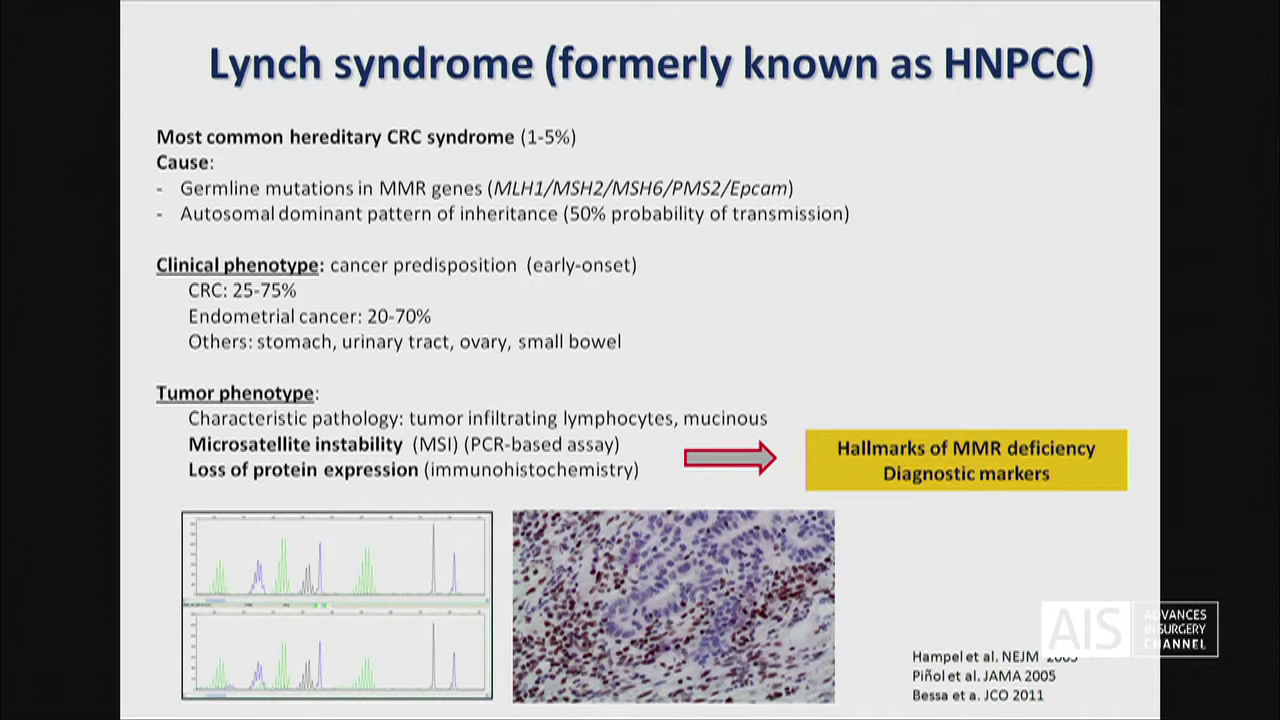 Lynch syndrome (formerly known as HNPCC)
Most common hereditary CRC syndrome (1-5%)
Cause:
- Germline mutations in MMR genes (MLH1/MSH2/MSH6/PMS2/Epcam)
- Autosomal dominant pattern of inheritance (50% probability of transmission)
Clinical phenotype: cancer predisposition (early-onset)
CRC: 25-75%
Endometrial cancer: 20-70%
Others: stomach, urinary tract, ovary, small bowel
Tumor phenotype:
Characteristic pathology: tumor infiltrating lymphocytes, mucinous
Microsatellite instability (MSI) (PCR-based assay)
Loss of protein expression (immunohistochemistry)
Hallmarks of MMR deficiency
Diagnostic markers
AIS
ADVANCES
IN SURGERY
CHANNEL
Hampel et al. NEJM 2005
Piñol et al. JAMA 2005
Bessa et a. JCO 2011